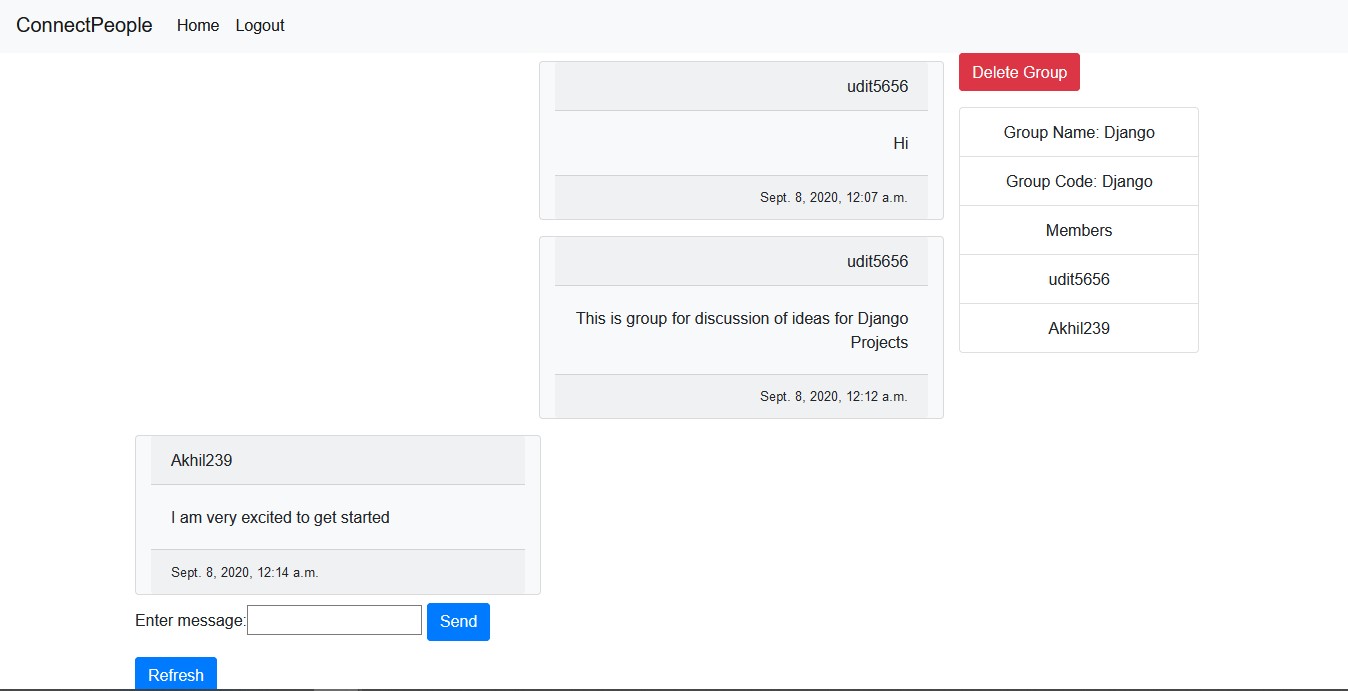 ConnectPeople Home Logout
udit5656
Hi
Sept. 8, 2020, 12:07 a.m.
udit5656
This is group for discussion of ideas for Django
Projects
Sept. 8, 2020, 12:12 a.m.
Akhil239
I am very excited to get started
Sept. 8, 2020, 12:14 a.m.
Enter message: Send
Refresh
Delete Group
Group Name: Django
Group Code: Django
Members
udit5656
Akhil239